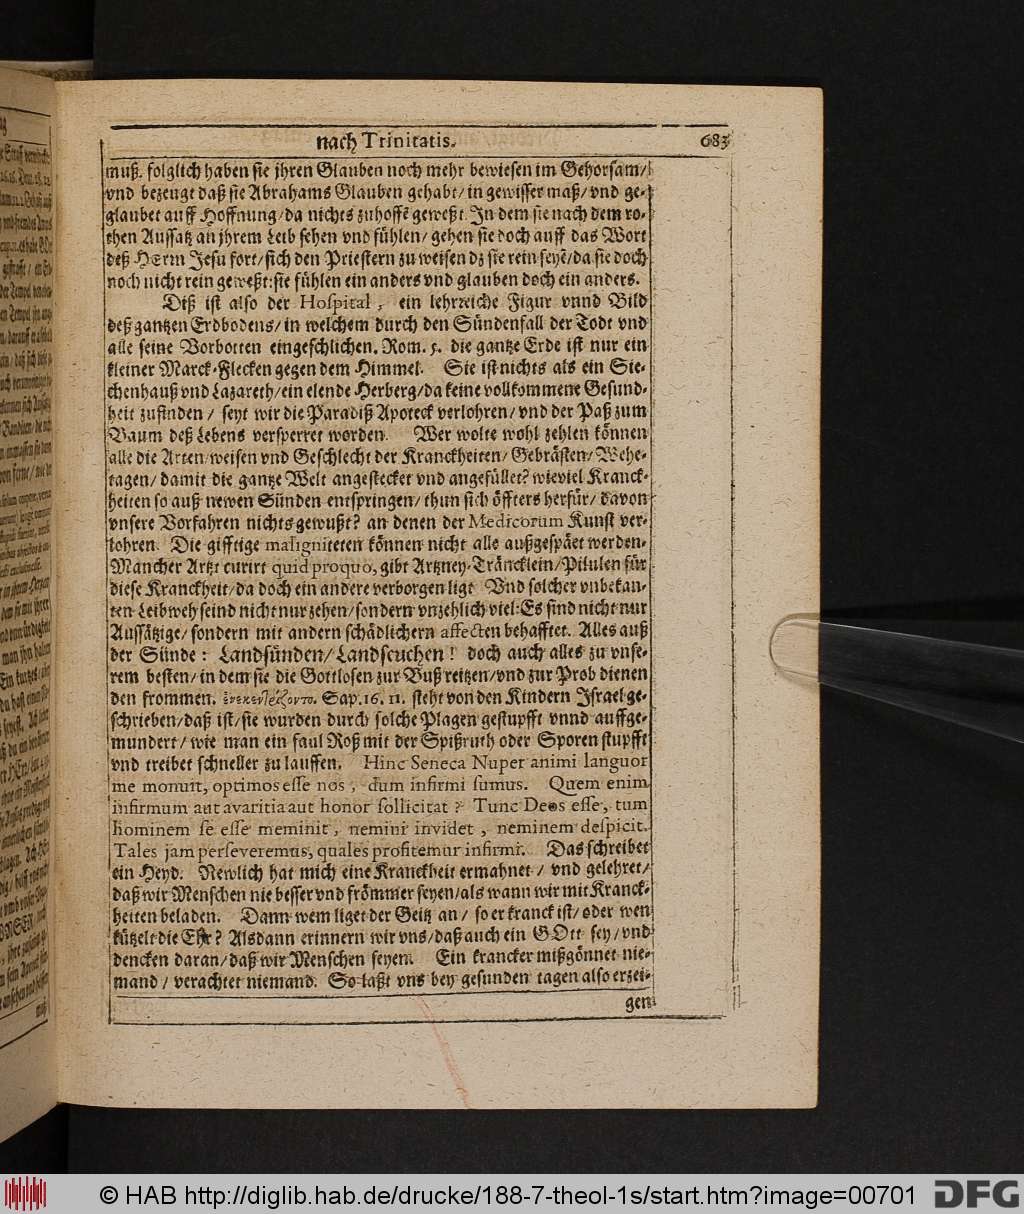 nach Trinitatis. 683
muß. folglich haben sie jhren Glauben noch mehr bewiesen im Gehorsam/
vnd bezeugt daß sie Abrahams Glauben gehabt/ in gewisser maß/ vnd ge-
glaubet auff Hoffnung/ da nichts zuhoffē geweßt. In dem sie nach dem ro-
then Aussatz an jhrem Leib sehen vnd fühlen/ gehen sie doch auff das Wort
deß HErrn Jesu fort/ sich den Priestern zu weisen dz sie rein seyē/ da sie doch
noch nicht rein geweßt: sie fühlen ein anders vnd glauben doch ein anders.
Diß ist also der Hospital, ein lehrreiche Figur vnnd Bild
deß gantzen Erdbodens/ in welchem durch den Sündenfall der Todt vnd
alle seine Vorbotten eingeschlichen. Rom. 5. die gantze Erde ist nur ein
kleiner Marck-Flecken gegen dem Himmel. Sie ist nichts als ein Sie-
chenhauß vnd Lazareth/ ein elende Herberg/ da keine vollkommene Gesund-
heit zufinden/ seyt wir die Paradiß Apoteck verlohren/ vnd der Paß zum
Baum deß Lebens versperret worden. Wer wolte wohl zehlen können
alle die Arten/ weisen vnd Geschlecht der Kranckheiten/ Gebrästen/ Wehe-
tagen/ damit die gantze Welt angestecket vnd angefüllet? wieviel Kranck-
heiten so auß newen Sünden entspringen/ thun sich öffters herfür/ davon
vnsere Vorfahren nichts gewußt? an denen der Medicorum Kunst ver-
lohren. Die gifftige maligniteten können nicht alle außgespäet werden.
Mancher Artzt curirt quid pro quo, gibt Artzney-Träncklein/ Pilulen für
diese Kranckheit/ da doch ein andere verborgen ligt Vnd solcher vnbekan-
ten Leibweh seind nicht nur zehen/ sondern vnzehlich viel: Es sind nicht nur
Aussätzige/ sondern mit andern schädlichern affecten behafftet. Alles auß
der Sünde: Landsünden/ Landseuchen! doch auch alles zu vnse-
rem besten/ in dem sie die Gottlosen zur Buß reitzen/ vnd zur Prob dienen
den frommen. ἐνεκεντρίζοντο. Sap. 16. 11. steht von den Kindern Israel ge-
schrieben/ daß ist/ sie wurden durch solche Plagen gestupfft vnnd auffge-
mundert/ wie man ein faul Roß mit der Spißruth oder Sporen stupfft
vnd treibet schneller zu lauffen. Hinc Seneca Nuper animi languor
me monuit, optimos esse nos, dum infirmi sumus. Quem enim
infirmum aut avaritia aut honor sollicitat? Tunc Deos esse, tum
hominem se esse meminit, nemini invidet, neminem despicit.
Tales jam perseveremus, quales profitemur infirmi. Das schreibet
ein Heyd. Newlich hat mich eine Kranckheit ermahnet/ vnd gelehret/
daß wir Menschen nie besser vnd frömmer seyen/ als wann wir mit Kranck-
heiten beladen. Dann wem liget der Geitz an/ so er kranck ist/ oder wen
kützelt die Ehr? Alsdann erinnern wir vns/ daß auch ein GOtt sey/ vnd
dencken daran/ daß wir Menschen seyen. Ein krancker mißgönnet nie-
mand/ verachtet niemand. So laßt vns bey gesunden tagen also erzei-
gen
© HAB http://diglib.hab.de/drucke/188-7-theol-1s/start.htm?image=00701 DFG